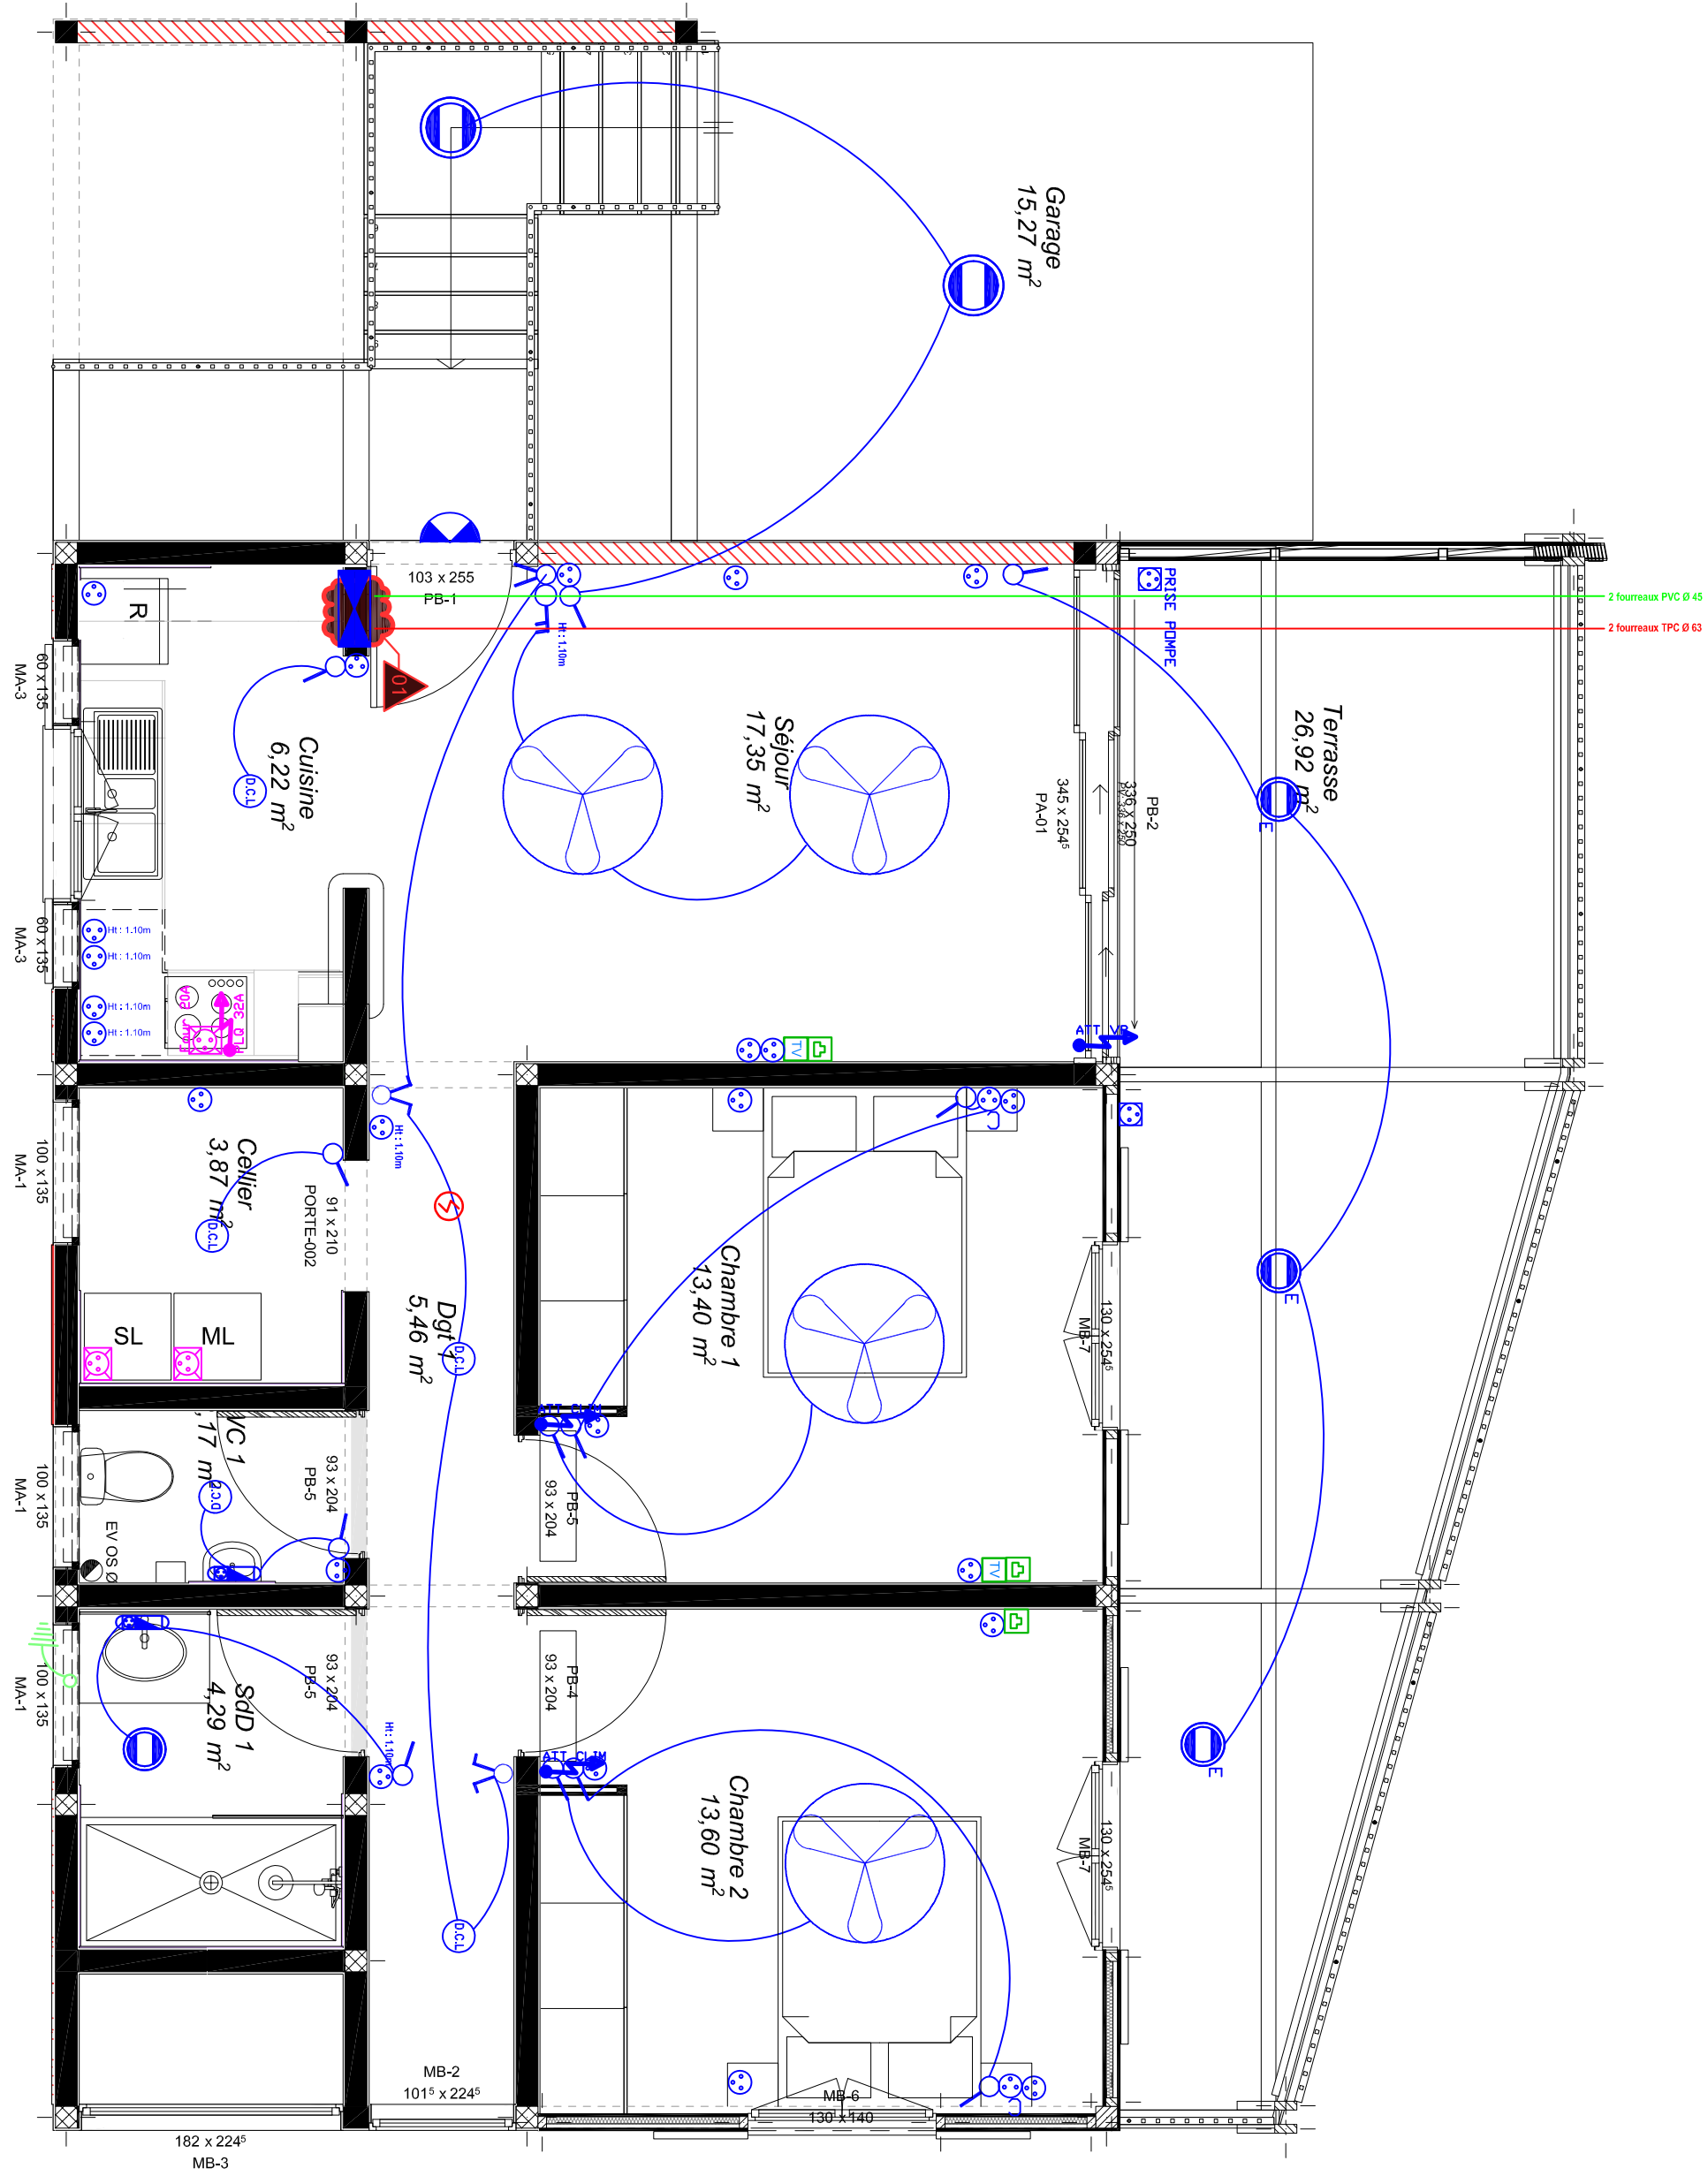 Garage
15,27 m²
103 x 255
PB-1
PRISE POMPE
2 fourreaux PVC Ø 45
2 fourreaux TPC Ø 63
R
Ht : 1.10m
01
60 x 135
MA-3
Cuisine
6,22 m²
D.C.L
Séjour
17,35 m²
345 x 254⁵
PA-01
PB-2
336 x 250
Terrasse
26,92 m²
E
60 x 135
MA-3
Ht : 1.10m
Ht : 1.10m
Ht : 1.10m
Ht : 1.10m
PLQ 32A
TV
ATT VR
100 x 135
MA-1
Cellier
3,87 m²
D.C.L
91 x 210
PORTE-002
Ht : 1.10m
SL
ML
Dgt 1
5,46 m²
D.C.L
Chambre 1
13,40 m²
130 x 254⁵
MB-7
E
ATT CLIM
100 x 135
MA-1
WC 1
,17 m²
D.C.L
EV OS Ø
93 x 204
PB-5
PB-5
93 x 204
TV
100 x 135
MA-1
SdD 1
4,29 m²
93 x 204
PB-5
PB-4
93 x 204
Ht : 1.10m
ATT CLIM
E
Chambre 2
13,60 m²
130 x 254⁵
MB-7
D.C.L
MB-2
101⁵ x 224⁵
MB-6
130 x 140
182 x 224⁵
MB-3